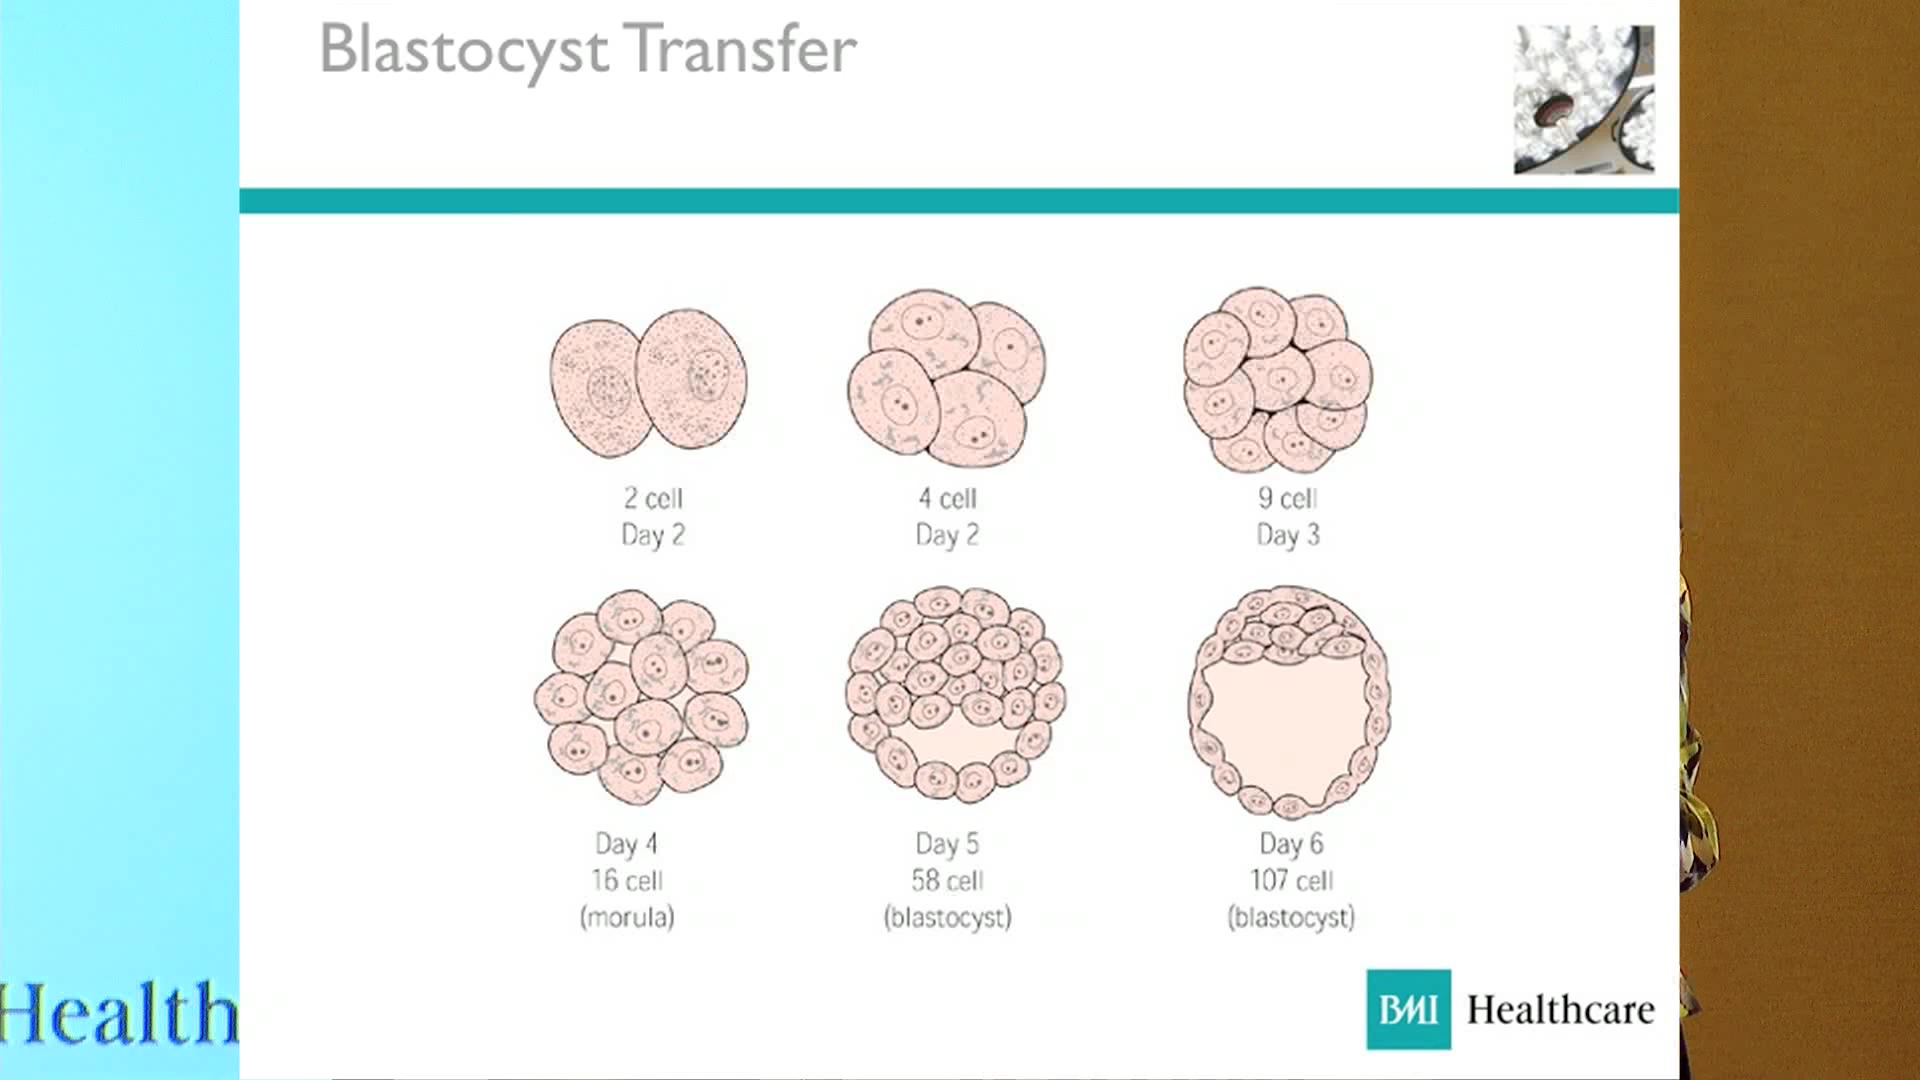 Blastocyst Transfer
2 cell
Day 2
4 cell
Day 2
9 cell
Day 3
Day 4
16 cell
(morula)
Day 5
58 cell
(blastocyst)
Day 6
107 cell
(blastocyst)
Health
BMI Healthcare